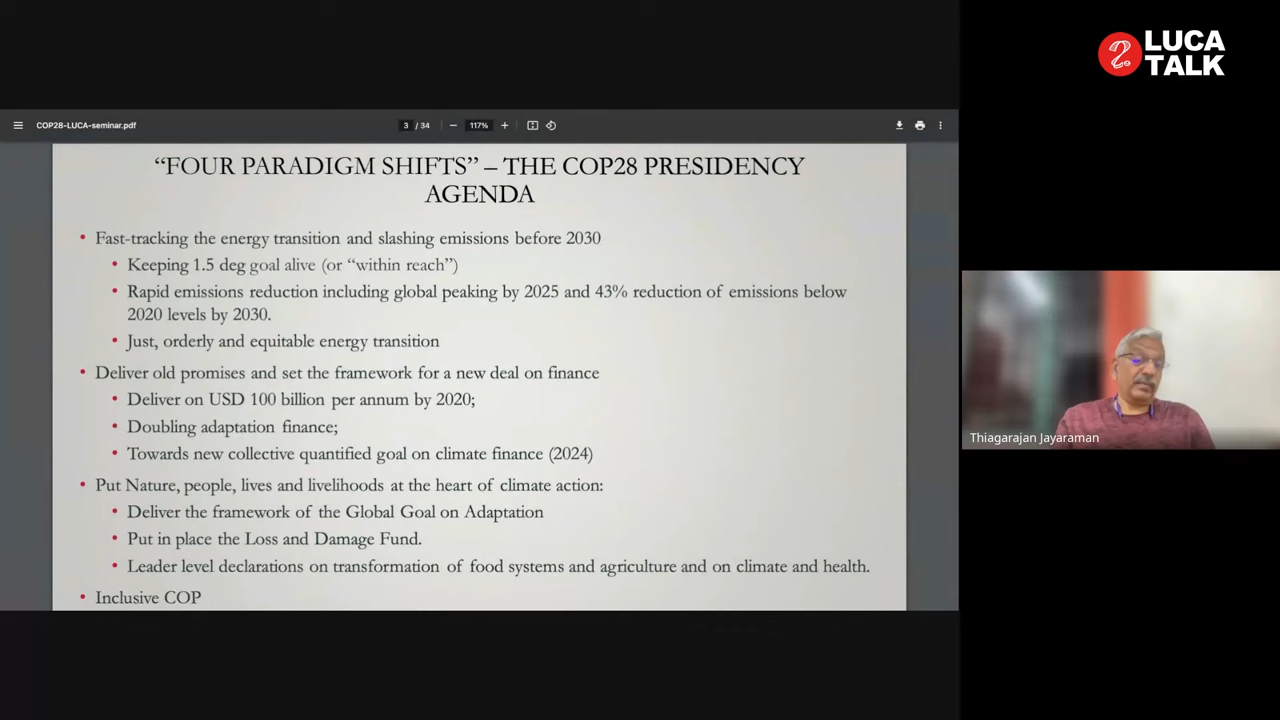 LUCA
TALK
COP28-LUCA-seminar.pdf
3 / 34
117%
“FOUR PARADIGM SHIFTS” – THE COP28 PRESIDENCY
AGENDA
• Fast-tracking the energy transition and slashing emissions before 2030
• Keeping 1.5 deg goal alive (or “within reach”)
• Rapid emissions reduction including global peaking by 2025 and 43% reduction of emissions below
2020 levels by 2030.
• Just, orderly and equitable energy transition
• Deliver old promises and set the framework for a new deal on finance
• Deliver on USD 100 billion per annum by 2020;
• Doubling adaptation finance;
• Towards new collective quantified goal on climate finance (2024)
• Put Nature, people, lives and livelihoods at the heart of climate action:
• Deliver the framework of the Global Goal on Adaptation
• Put in place the Loss and Damage Fund.
• Leader level declarations on transformation of food systems and agriculture and on climate and health.
• Inclusive COP
Thiagarajan Jayaraman